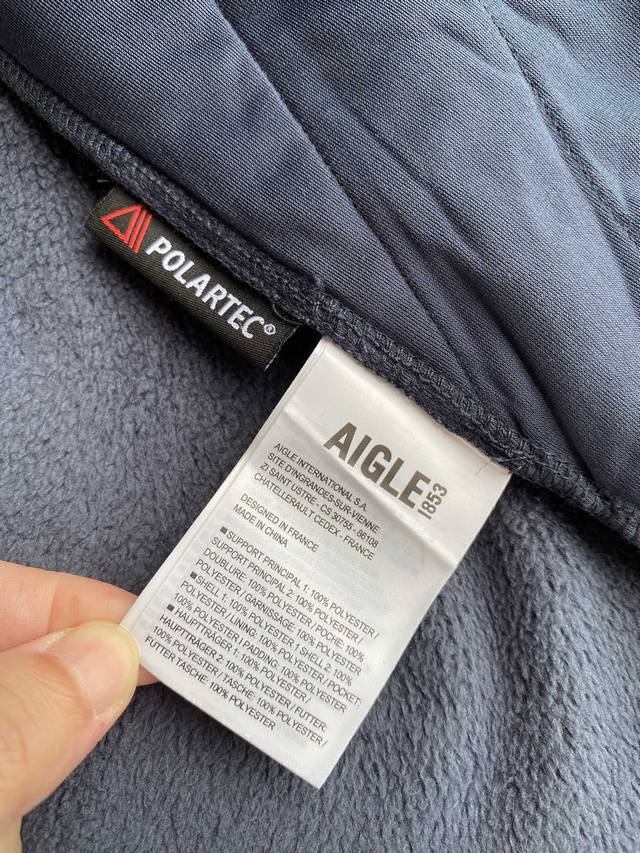 POLARTEC®
AIGLE
1853
AIGLE INTERNATIONAL S.A.
SITE D'INGRANDES-SUR-VIENNE
ZI SAINT USTRE - CS 30755 - 86108
CHATELLERAULT CEDEX - FRANCE
DESIGNED IN FRANCE
MADE IN CHINA
■SUPPORT PRINCIPAL 1: 100% POLYESTER /
SUPPORT PRINCIPAL 2: 100% POLYESTER /
DOUBLURE: 100% POLYESTER / POCHE: 100%
POLYESTER / GARNISSAGE: 100% POLYESTER
■SHELL 1: 100% POLYESTER / SHELL 2: 100%
POLYESTER / LINING: 100% POLYESTER / POCKET:
100% POLYESTER / PADDING: 100% POLYESTER
■HAUPTTRÄGER 1: 100% POLYESTER /
HAUPTTRÄGER 2: 100% POLYESTER / FUTTER:
100% POLYESTER / TASCHE: 100% POLYESTER /
FUTTER TASCHE: 100% POLYESTER